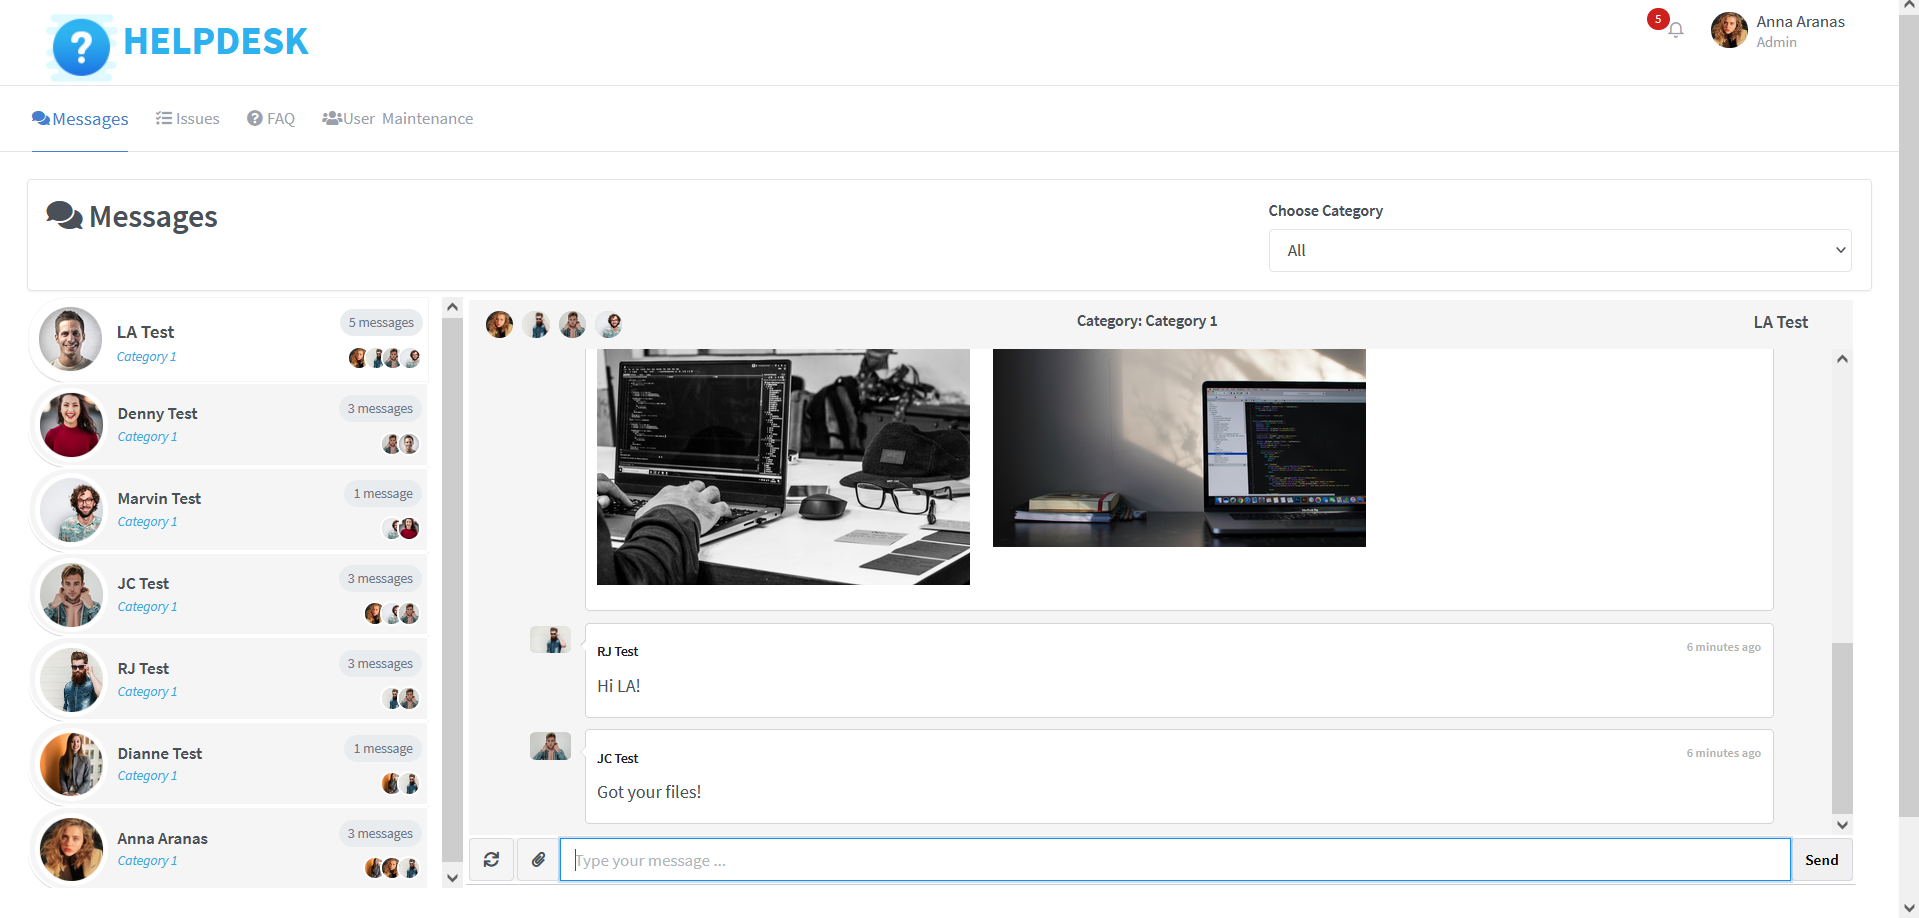 ?
HELPDESK
5
Anna Aranas
Admin
Messages
Issues
FAQ
User Maintenance
Messages
Choose Category
All
LA Test
5 messages
Category 1
Denny Test
3 messages
Category 1
Marvin Test
1 message
Category 1
JC Test
3 messages
Category 1
RJ Test
3 messages
Category 1
Dianne Test
1 message
Category 1
Anna Aranas
3 messages
Category 1
Category: Category 1
LA Test
RJ Test
6 minutes ago
Hi LA!
JC Test
6 minutes ago
Got your files!
Type your message ...
Send